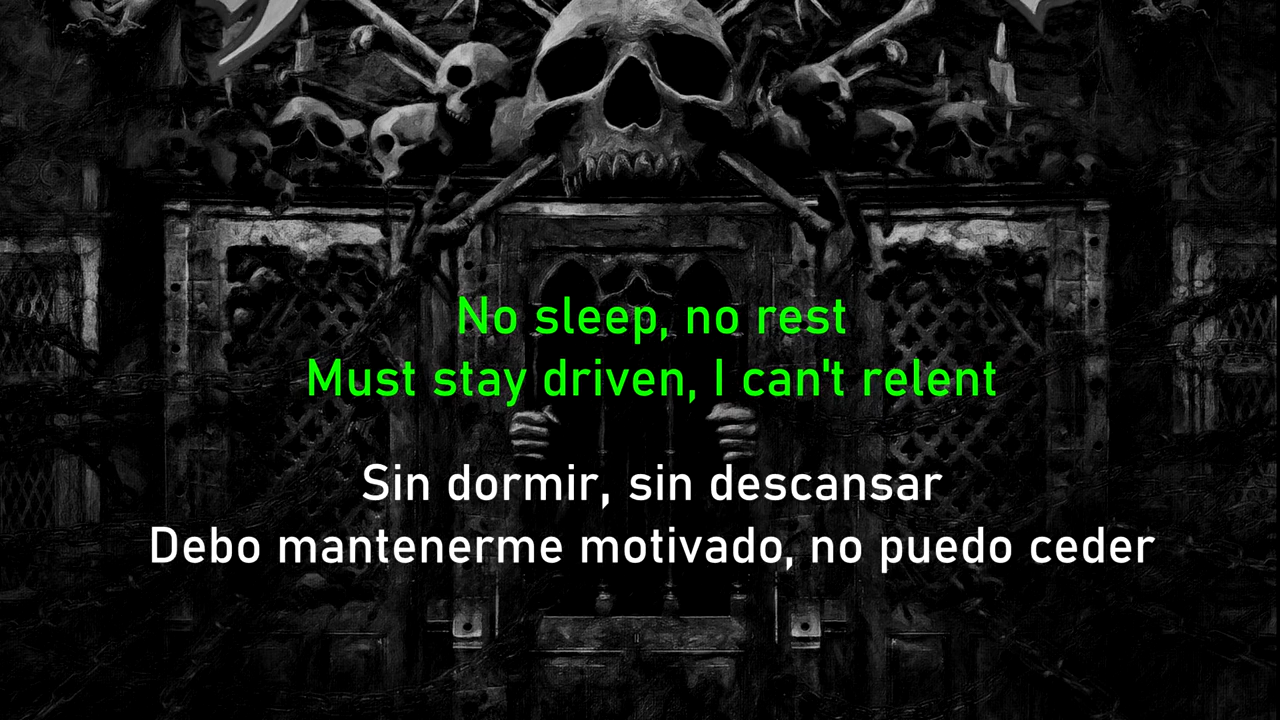 No sleep, no rest
Must stay driven, I can't relent
Sin dormir, sin descansar
Debo mantenerme motivado, no puedo ceder